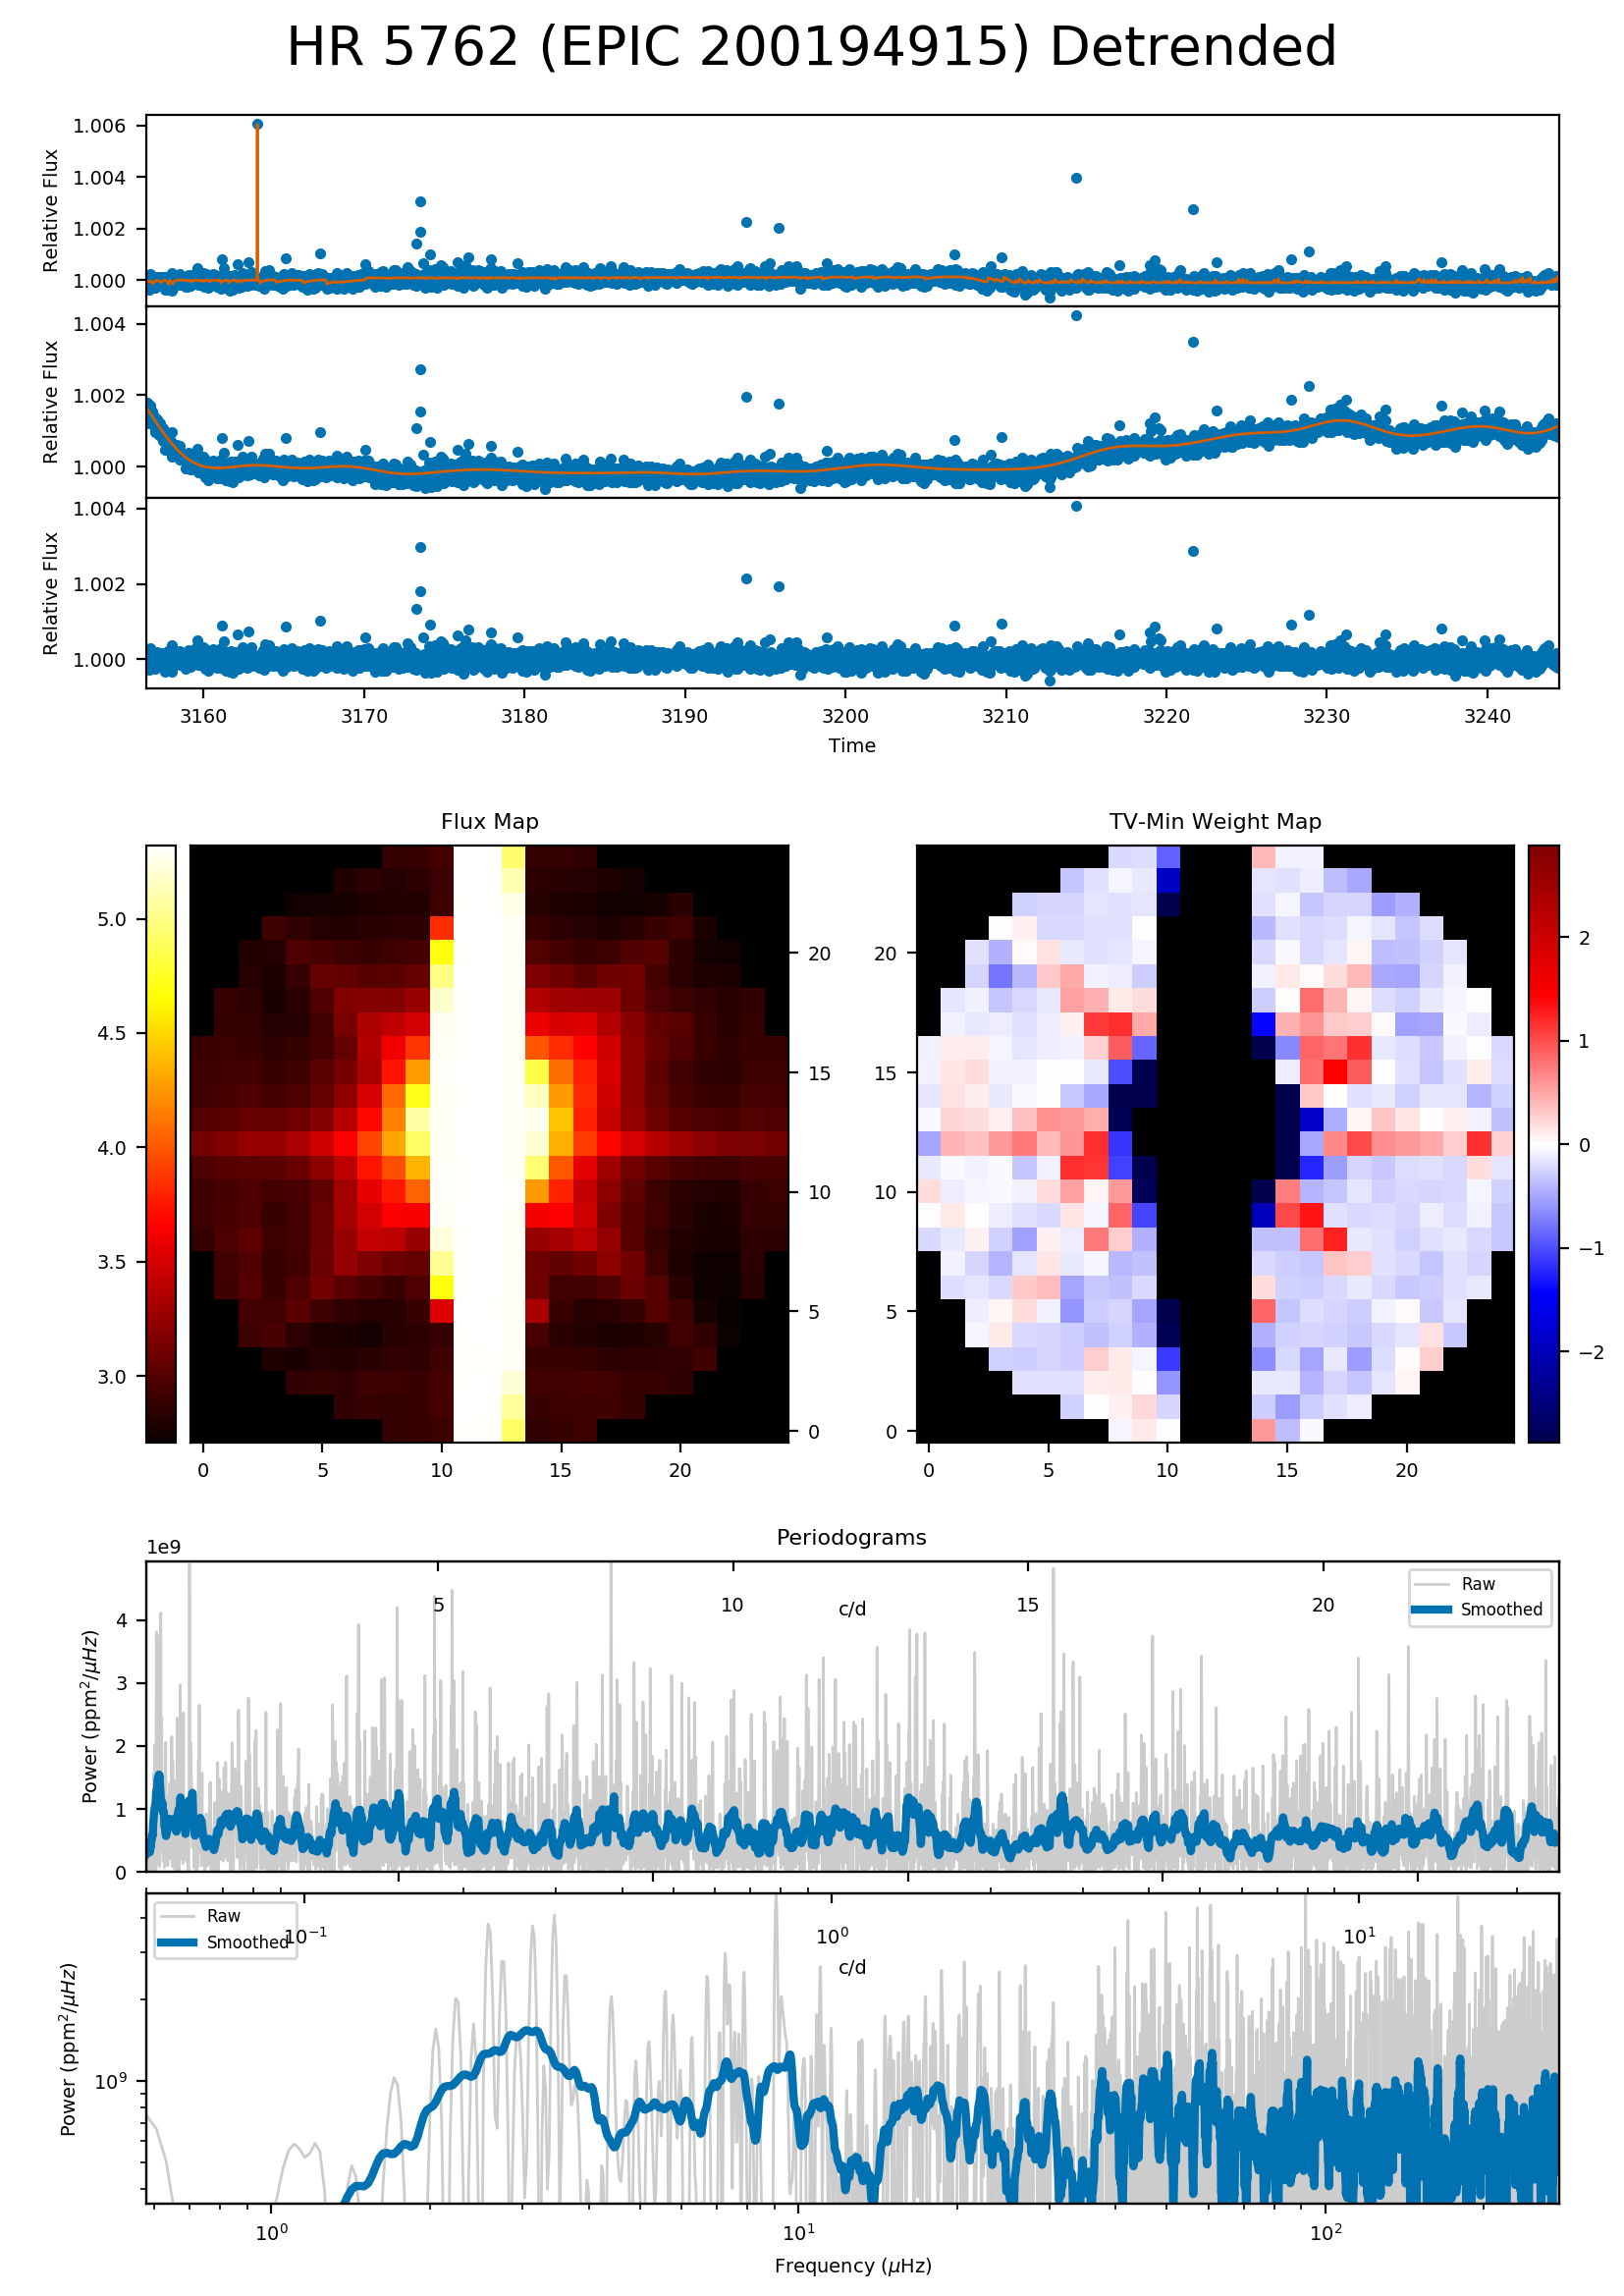 HR 5762 (EPIC 200194915) Detrended
1.006
1.004
1.002
1.000
Relative Flux
1.004
1.002
1.000
Relative Flux
1.004
1.002
1.000
Relative Flux
3160 3170 3180 3190 3200 3210 3220 3230 3240
Time
Flux Map
5.0
4.5
4.0
3.5
3.0
20
15
10
5
0
0 5 10 15 20
TV-Min Weight Map
20
15
10
5
0
0 5 10 15 20
2
1
0
−1
−2
Periodograms
1e9
5 10 15 20
c/d
Raw
Smoothed
4
3
2
1
0
Power (ppm²/μHz)
Raw
Smoothed
10⁻¹ 10⁰ 10¹
c/d
10⁹
Power (ppm²/μHz)
10⁰ 10¹ 10²
Frequency (μHz)